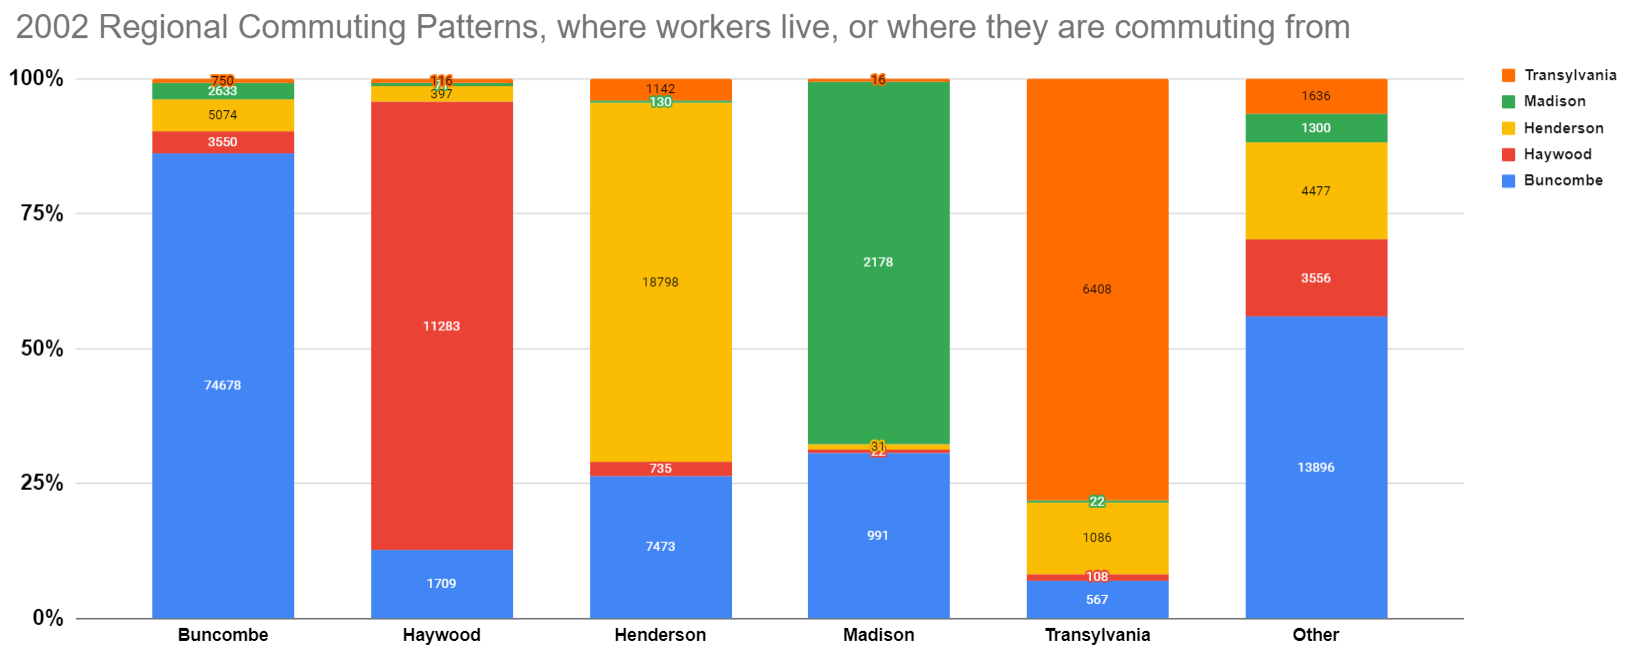 2002 Regional Commuting Patterns, where workers live, or where they are commuting from
100%
75%
50%
25%
0%
750
2633
5074
3550
74678
116
397
11283
1709
1142
130
18798
735
7473
16
2178
31
22
991
6408
22
1086
108
567
1636
1300
4477
3556
13896
Buncombe
Haywood
Henderson
Madison
Transylvania
Other
Transylvania
Madison
Henderson
Haywood
Buncombe